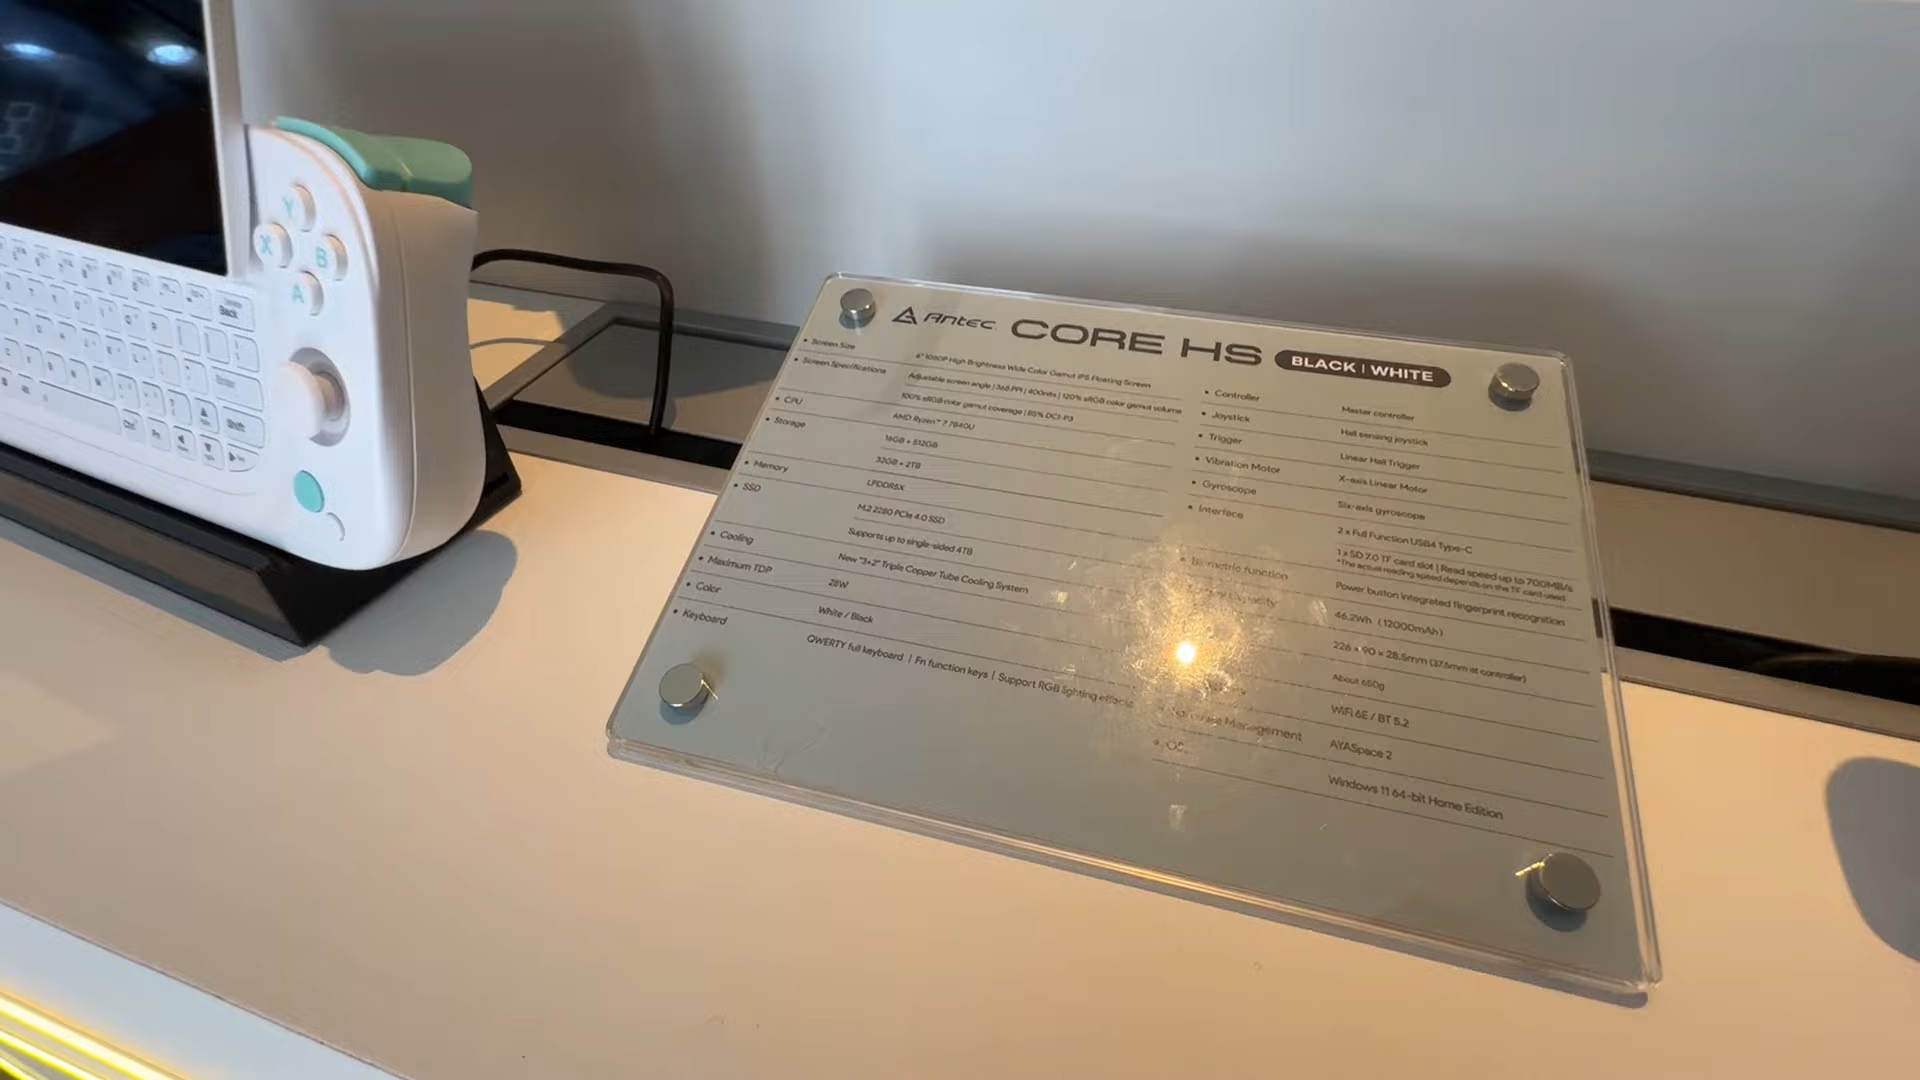 Antec CORE HS BLACK | WHITE
Screen Size
6" 1080P High Brightness Wide Color Gamut IPS Floating Screen
Screen Specifications
Adjustable screen angle | 368 PPI | 400nits | 120% sRGB color gamut volume
100% sRGB color gamut coverage | 85% DCI-P3
CPU
AMD Ryzen™ 7 7840U
Storage
16GB + 512GB
32GB + 2TB
Memory
LPDDR5X
SSD
M.2 2280 PCIe 4.0 SSD
Supports up to single-sided 4TB
Cooling
New "3+2" Triple Copper Tube Cooling System
Maximum TDP
28W
Color
White / Black
Keyboard
QWERTY full keyboard | Fn function keys | Support RGB lighting effects
Controller
Master controller
Joystick
Hall sensing joystick
Trigger
Linear Hall Trigger
Vibration Motor
X-axis Linear Motor
Gyroscope
Six-axis gyroscope
Interface
2 x Full Function USB4 Type-C
1 x SD 7.0 TF card slot | Read speed up to 700MB/s
*The actual reading speed depends on the TF card used
Biometric function
Power button integrated fingerprint recognition
Capacity
46.2Wh (12000mAh)
226 × 90 × 28.5mm (37.6mm at controller)
About 650g
WiFi 6E / BT 5.2
Management
AYASpace 2
OS
Windows 11 64-bit Home Edition
Y
X
B
A
Back
Enter
Shift
Ctrl
Fn